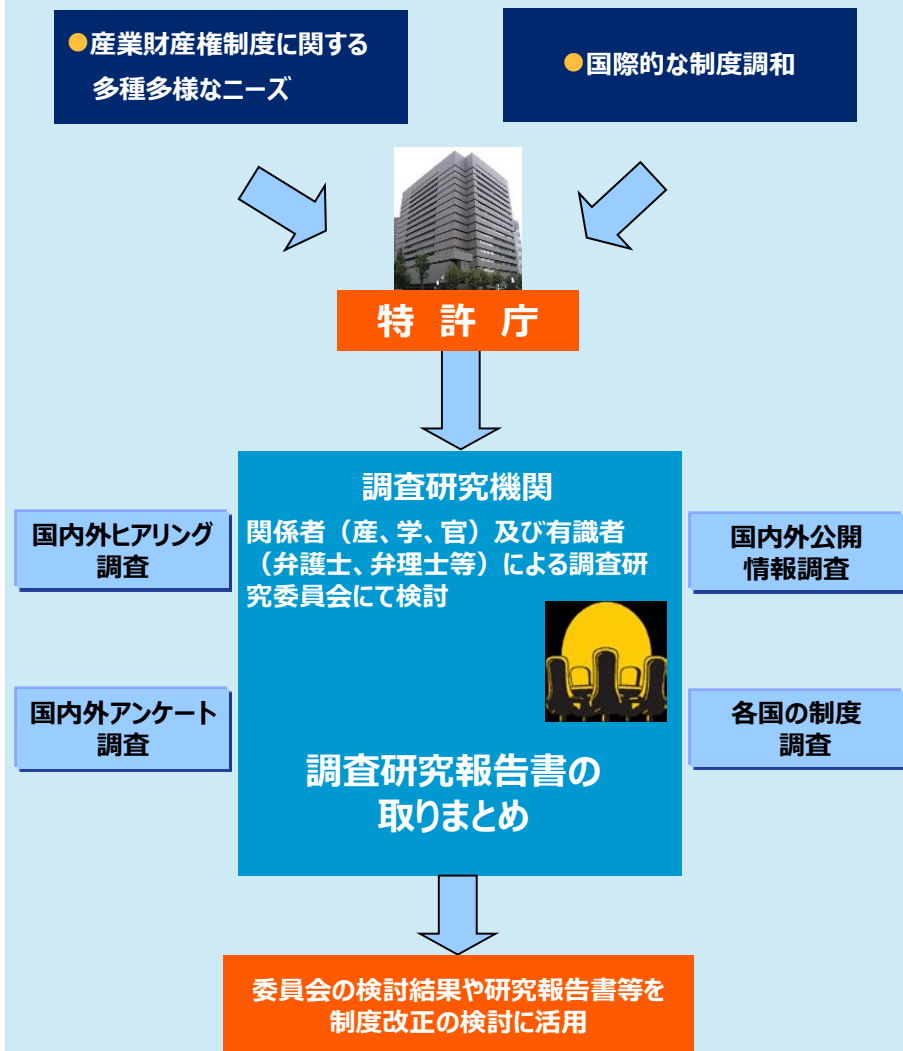 ●産業財産権制度に関する
多種多様なニーズ
●国際的な制度調和
特 許 庁
調査研究機関
関係者（産、学、官）及び有識者
（弁護士、弁理士等）による調査研
究委員会にて検討
国内外ヒアリング
調査
国内外公開
情報調査
国内外アンケート
調査
各国の制度
調査
調査研究報告書の
取りまとめ
委員会の検討結果や研究報告書等を
制度改正の検討に活用